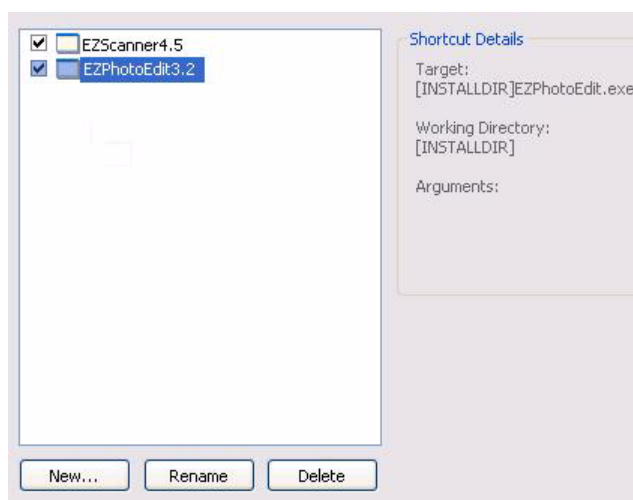 EZScanner4.5
EZPhotoEdit3.2
Shortcut Details
Target:
[INSTALLDIR]EZPhotoEdit.exe
Working Directory:
[INSTALLDIR]
Arguments:
New... Rename Delete